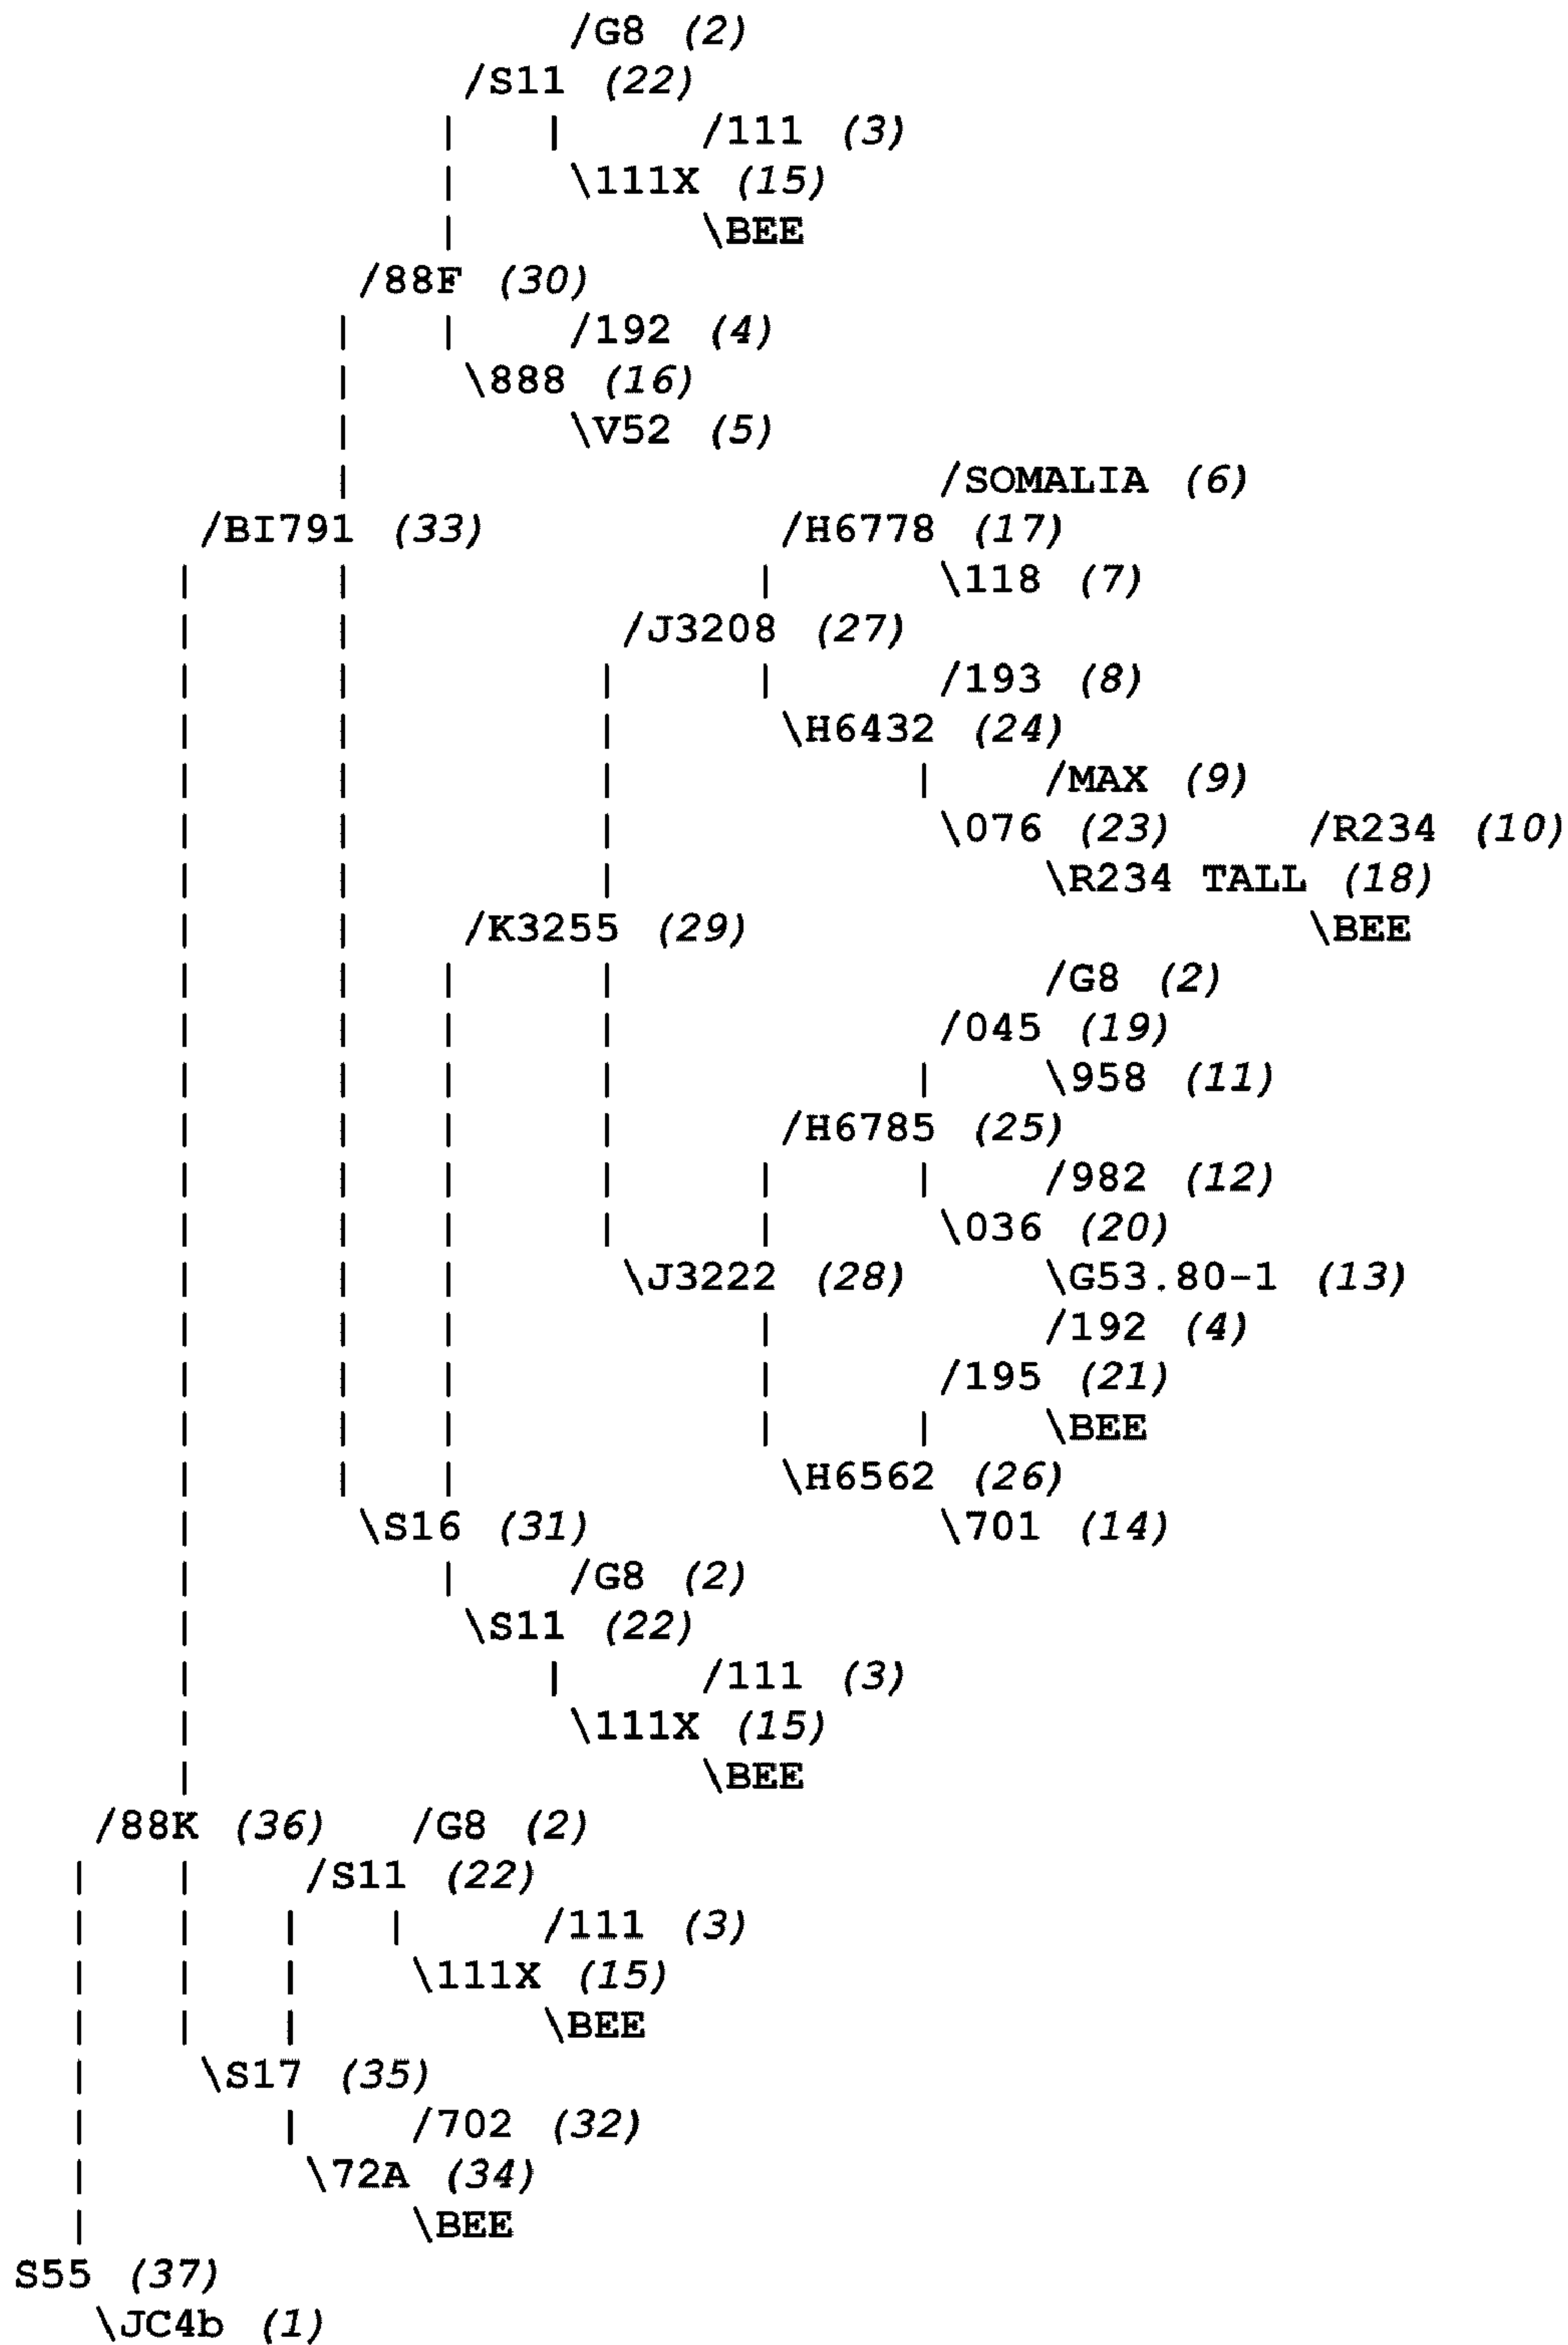 /G8 (2)
/S11 (22)
| | /111 (3)
| \111X (15)
| \BEE
/88F (30)
| | /192 (4)
| \888 (16)
| \V52 (5)
| /SOMALIA (6)
/BI791 (33) /H6778 (17)
| | | \118 (7)
| | /J3208 (27)
| | | | /193 (8)
| | | \H6432 (24)
| | | | /MAX (9)
| | | \076 (23) /R234 (10)
| | | \R234 TALL (18)
| | /K3255 (29) \BEE
| | | | /G8 (2)
| | | | /045 (19)
| | | | | \958 (11)
| | | | /H6785 (25)
| | | | | | /982 (12)
| | | | | \036 (20)
| | | \J3222 (28) \G53.80-1 (13)
| | | | /192 (4)
| | | | /195 (21)
| | | | | \BEE
| | | \H6562 (26)
| \S16 (31) \701 (14)
| | /G8 (2)
| \S11 (22)
| | /111 (3)
| \111X (15)
| \BEE
/88K (36) /G8 (2)
| | /S11 (22)
| | | | /111 (3)
| | | \111X (15)
| | | \BEE
| \S17 (35)
| | /702 (32)
| \72A (34)
| \BEE
S55 (37)
\JC4b (1)